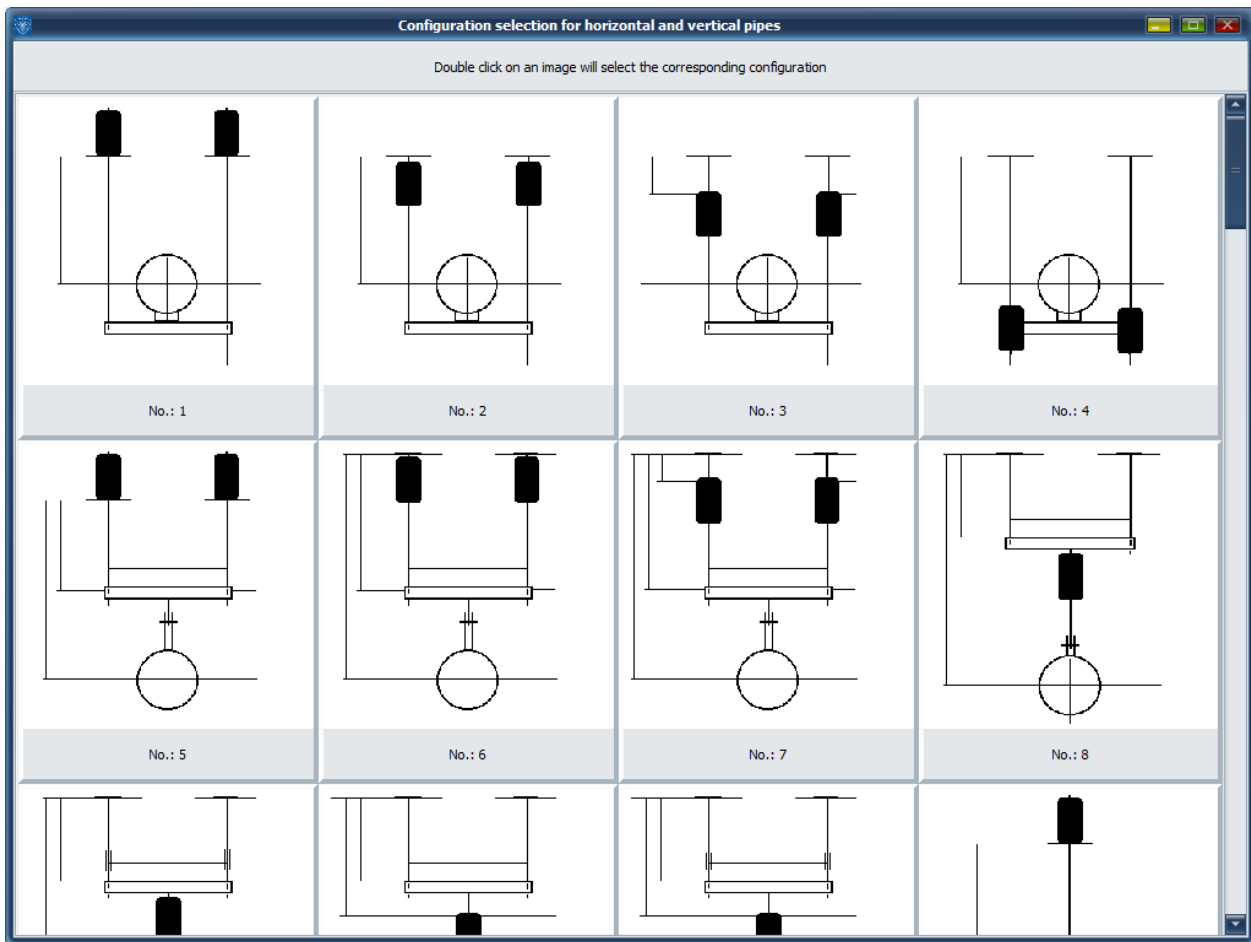 Configuration selection for horizontal and vertical pipes
Double click on an image will select the corresponding configuration
No.: 1
No.: 2
No.: 3
No.: 4
No.: 5
No.: 6
No.: 7
No.: 8